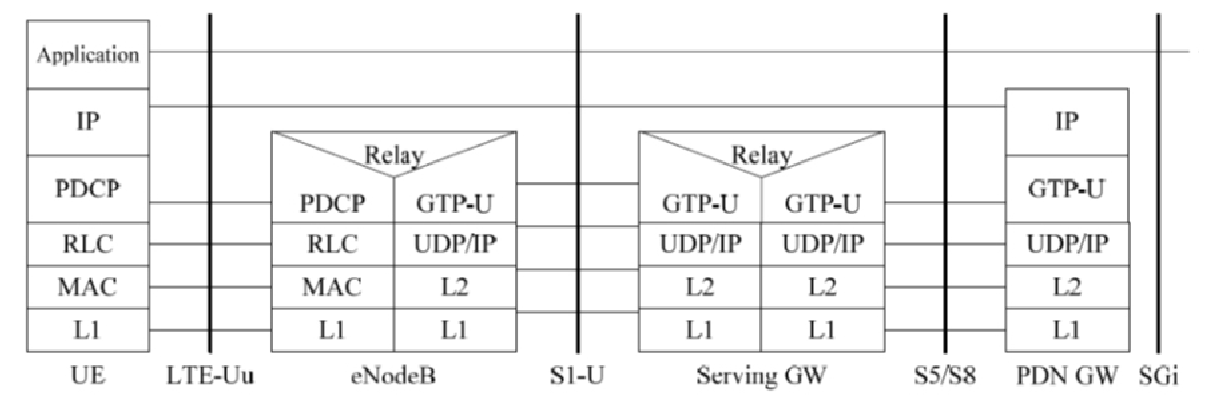 Application
IP IP
Relay Relay
PDCP PDCP GTP-U GTP-U GTP-U GTP-U
RLC RLC UDP/IP UDP/IP UDP/IP UDP/IP
MAC MAC L2 L2 L2 L2
L1 L1 L1 L1 L1 L1
UE LTE-Uu eNodeB S1-U Serving GW S5/S8 PDN GW SGi